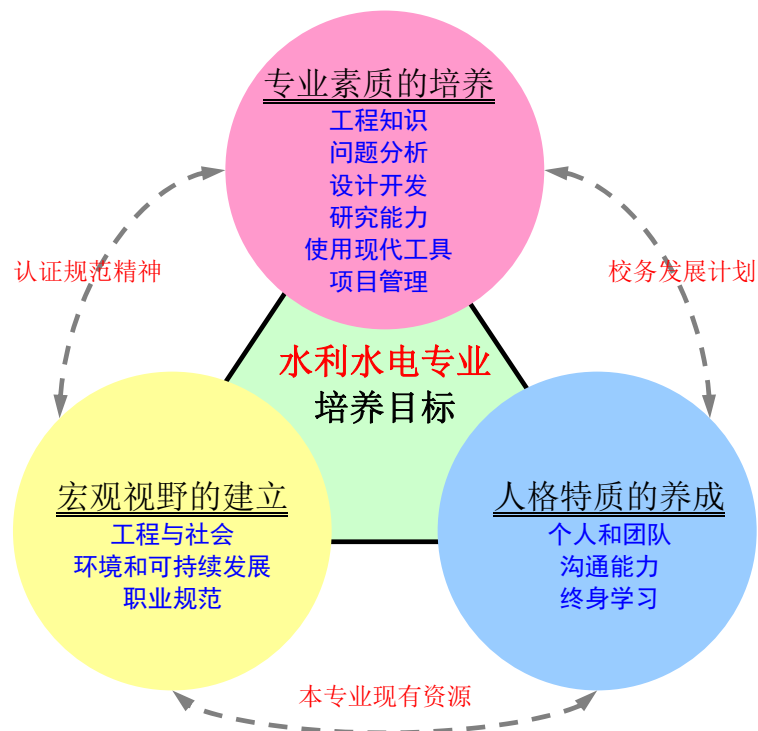 专业素质的培养
工程知识
问题分析
设计开发
研究能力
使用现代工具
项目管理
认证规范精神
校务发展计划
水利水电专业
培养目标
宏观视野的建立
工程与社会
环境和可持续发展
职业规范
人格特质的养成
个人和团队
沟通能力
终身学习
本专业现有资源